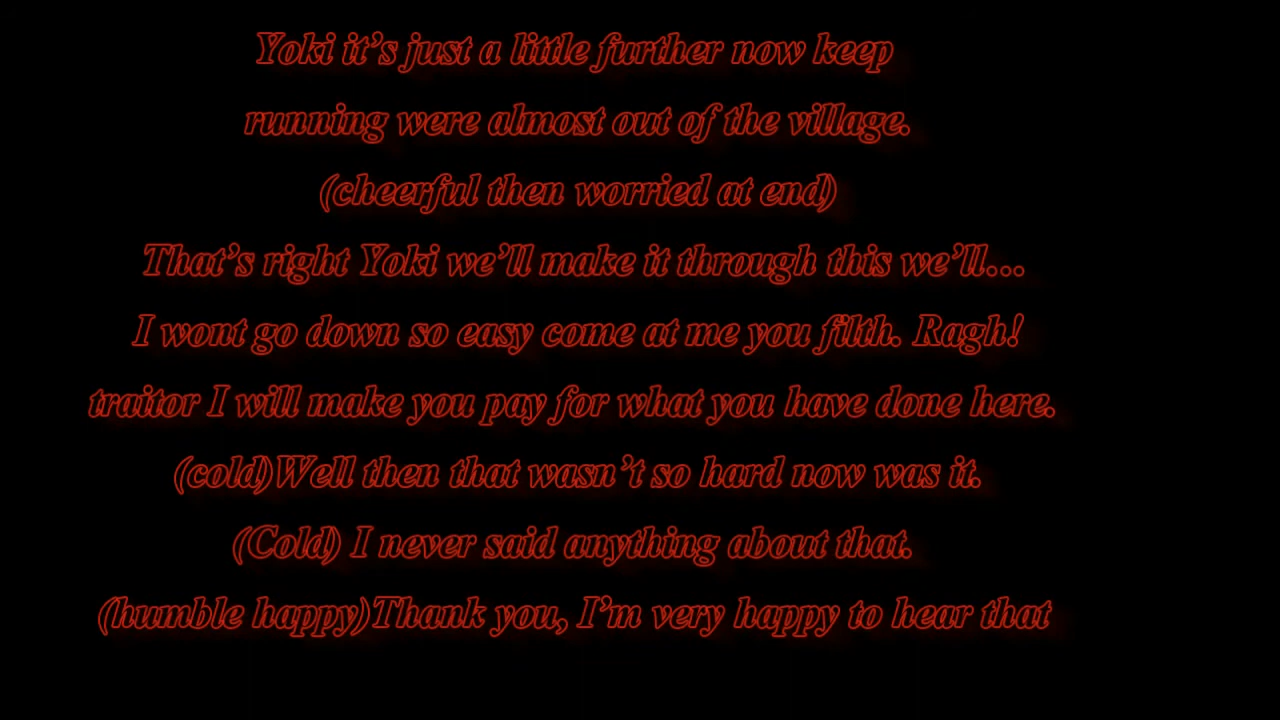 Yoki it’s just a little further now keep
running were almost out of the village.
(cheerful then worried at end)
That’s right Yoki we’ll make it through this we’ll…
I wont go down so easy come at me you filth. Ragh!
traitor I will make you pay for what you have done here.
(cold)Well then that wasn’t so hard now was it.
(Cold) I never said anything about that.
(humble happy)Thank you, I’m very happy to hear that